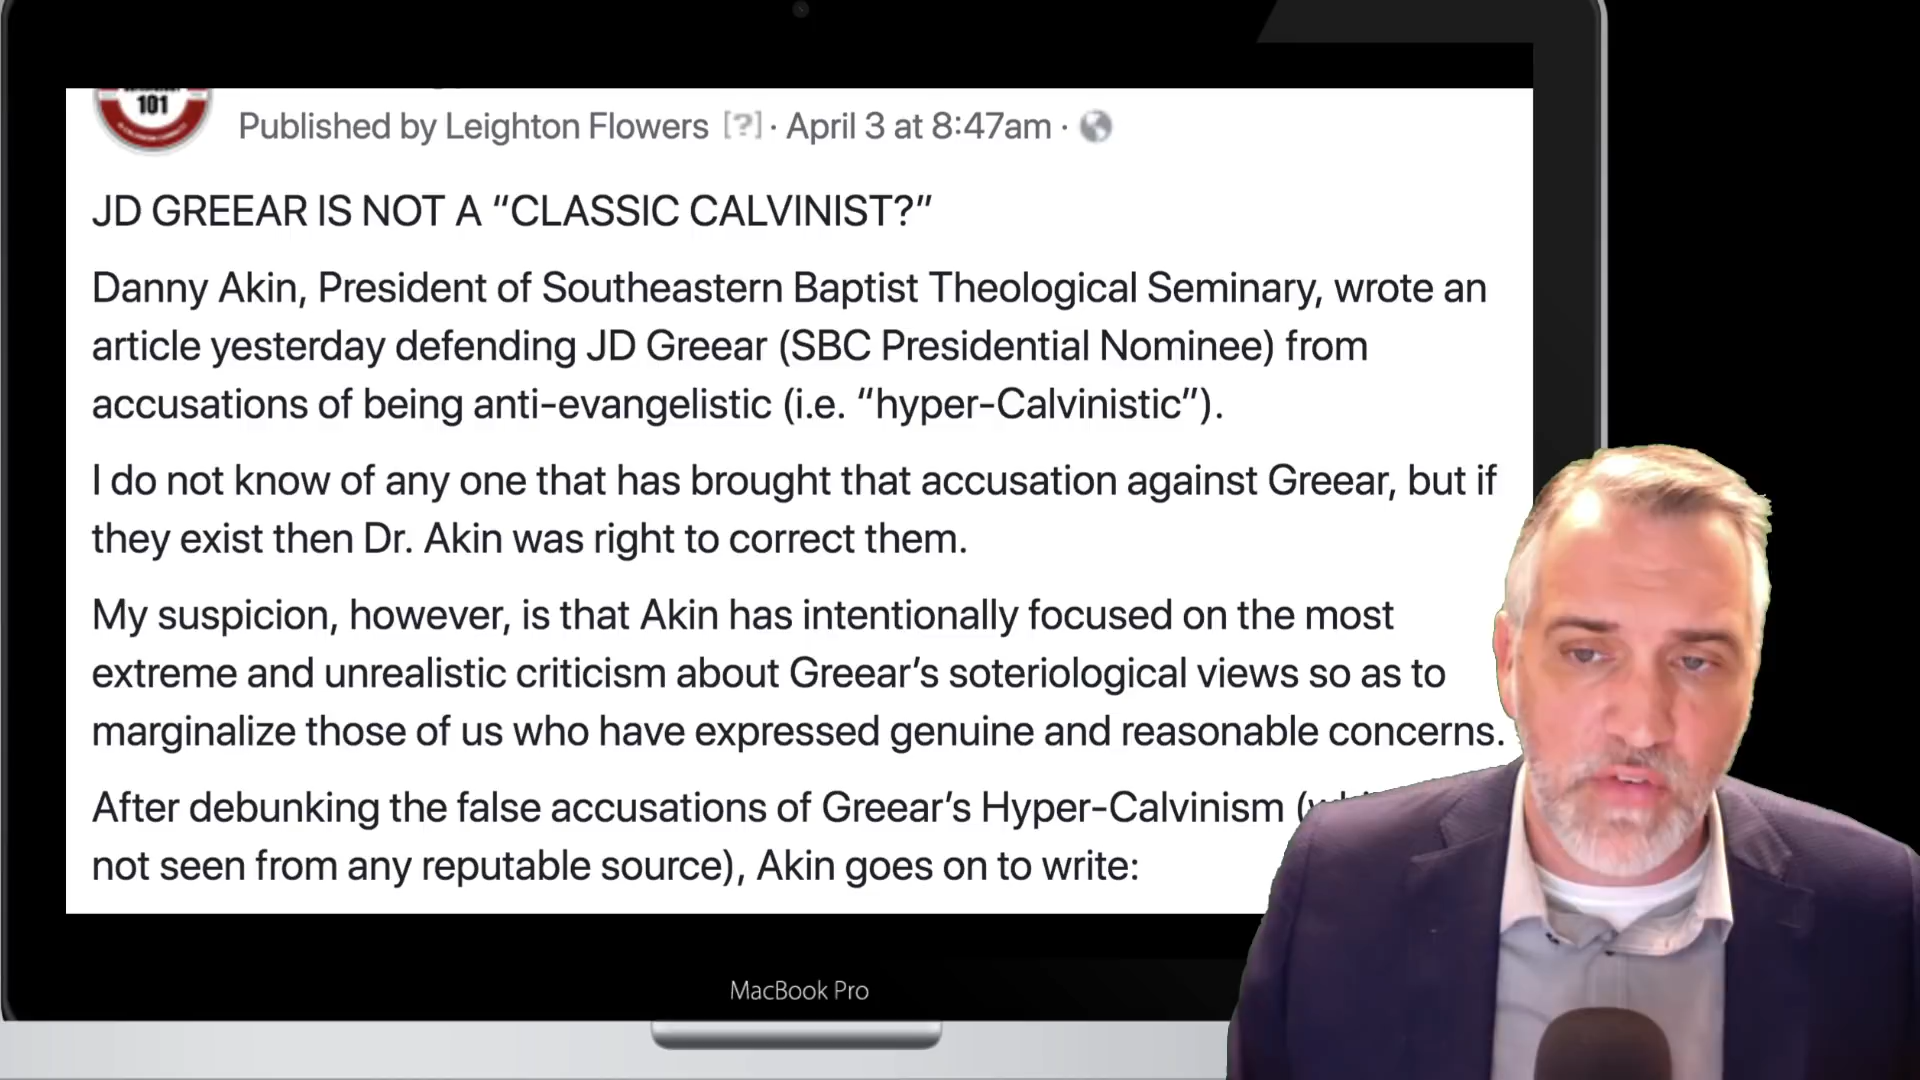 101
Published by Leighton Flowers [?] · April 3 at 8:47am ·
JD GREEAR IS NOT A “CLASSIC CALVINIST?”
Danny Akin, President of Southeastern Baptist Theological Seminary, wrote an
article yesterday defending JD Greear (SBC Presidential Nominee) from
accusations of being anti-evangelistic (i.e. “hyper-Calvinistic”).
I do not know of any one that has brought that accusation against Greear, but if
they exist then Dr. Akin was right to correct them.
My suspicion, however, is that Akin has intentionally focused on the most
extreme and unrealistic criticism about Greear’s soteriological views so as to
marginalize those of us who have expressed genuine and reasonable concerns.
After debunking the false accusations of Greear’s Hyper-Calvinism (
not seen from any reputable source), Akin goes on to write:
MacBook Pro